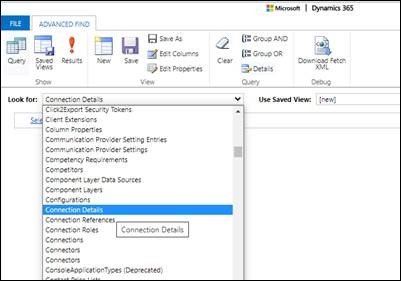 Microsoft | Dynamics 365
FILE
ADVANCED FIND
Query
Saved Views
Results
New
Save
Save As
Edit Columns
Edit Properties
Clear
Group AND
Group OR
Details
Download Fetch XML
Show
View
Query
Debug
Look for:
Connection Details
Use Saved View:
[new]
Sele
Click2Export Security Tokens
Client Extensions
Column Properties
Communication Provider Setting Entries
Communication Provider Settings
Competency Requirements
Competitors
Component Layer Data Sources
Component Layers
Configurations
Connection Details
Connection References
Connection Roles
Connection Details
Connections
Connectors
Connectors
ConsoleApplicationTypes (Deprecated)